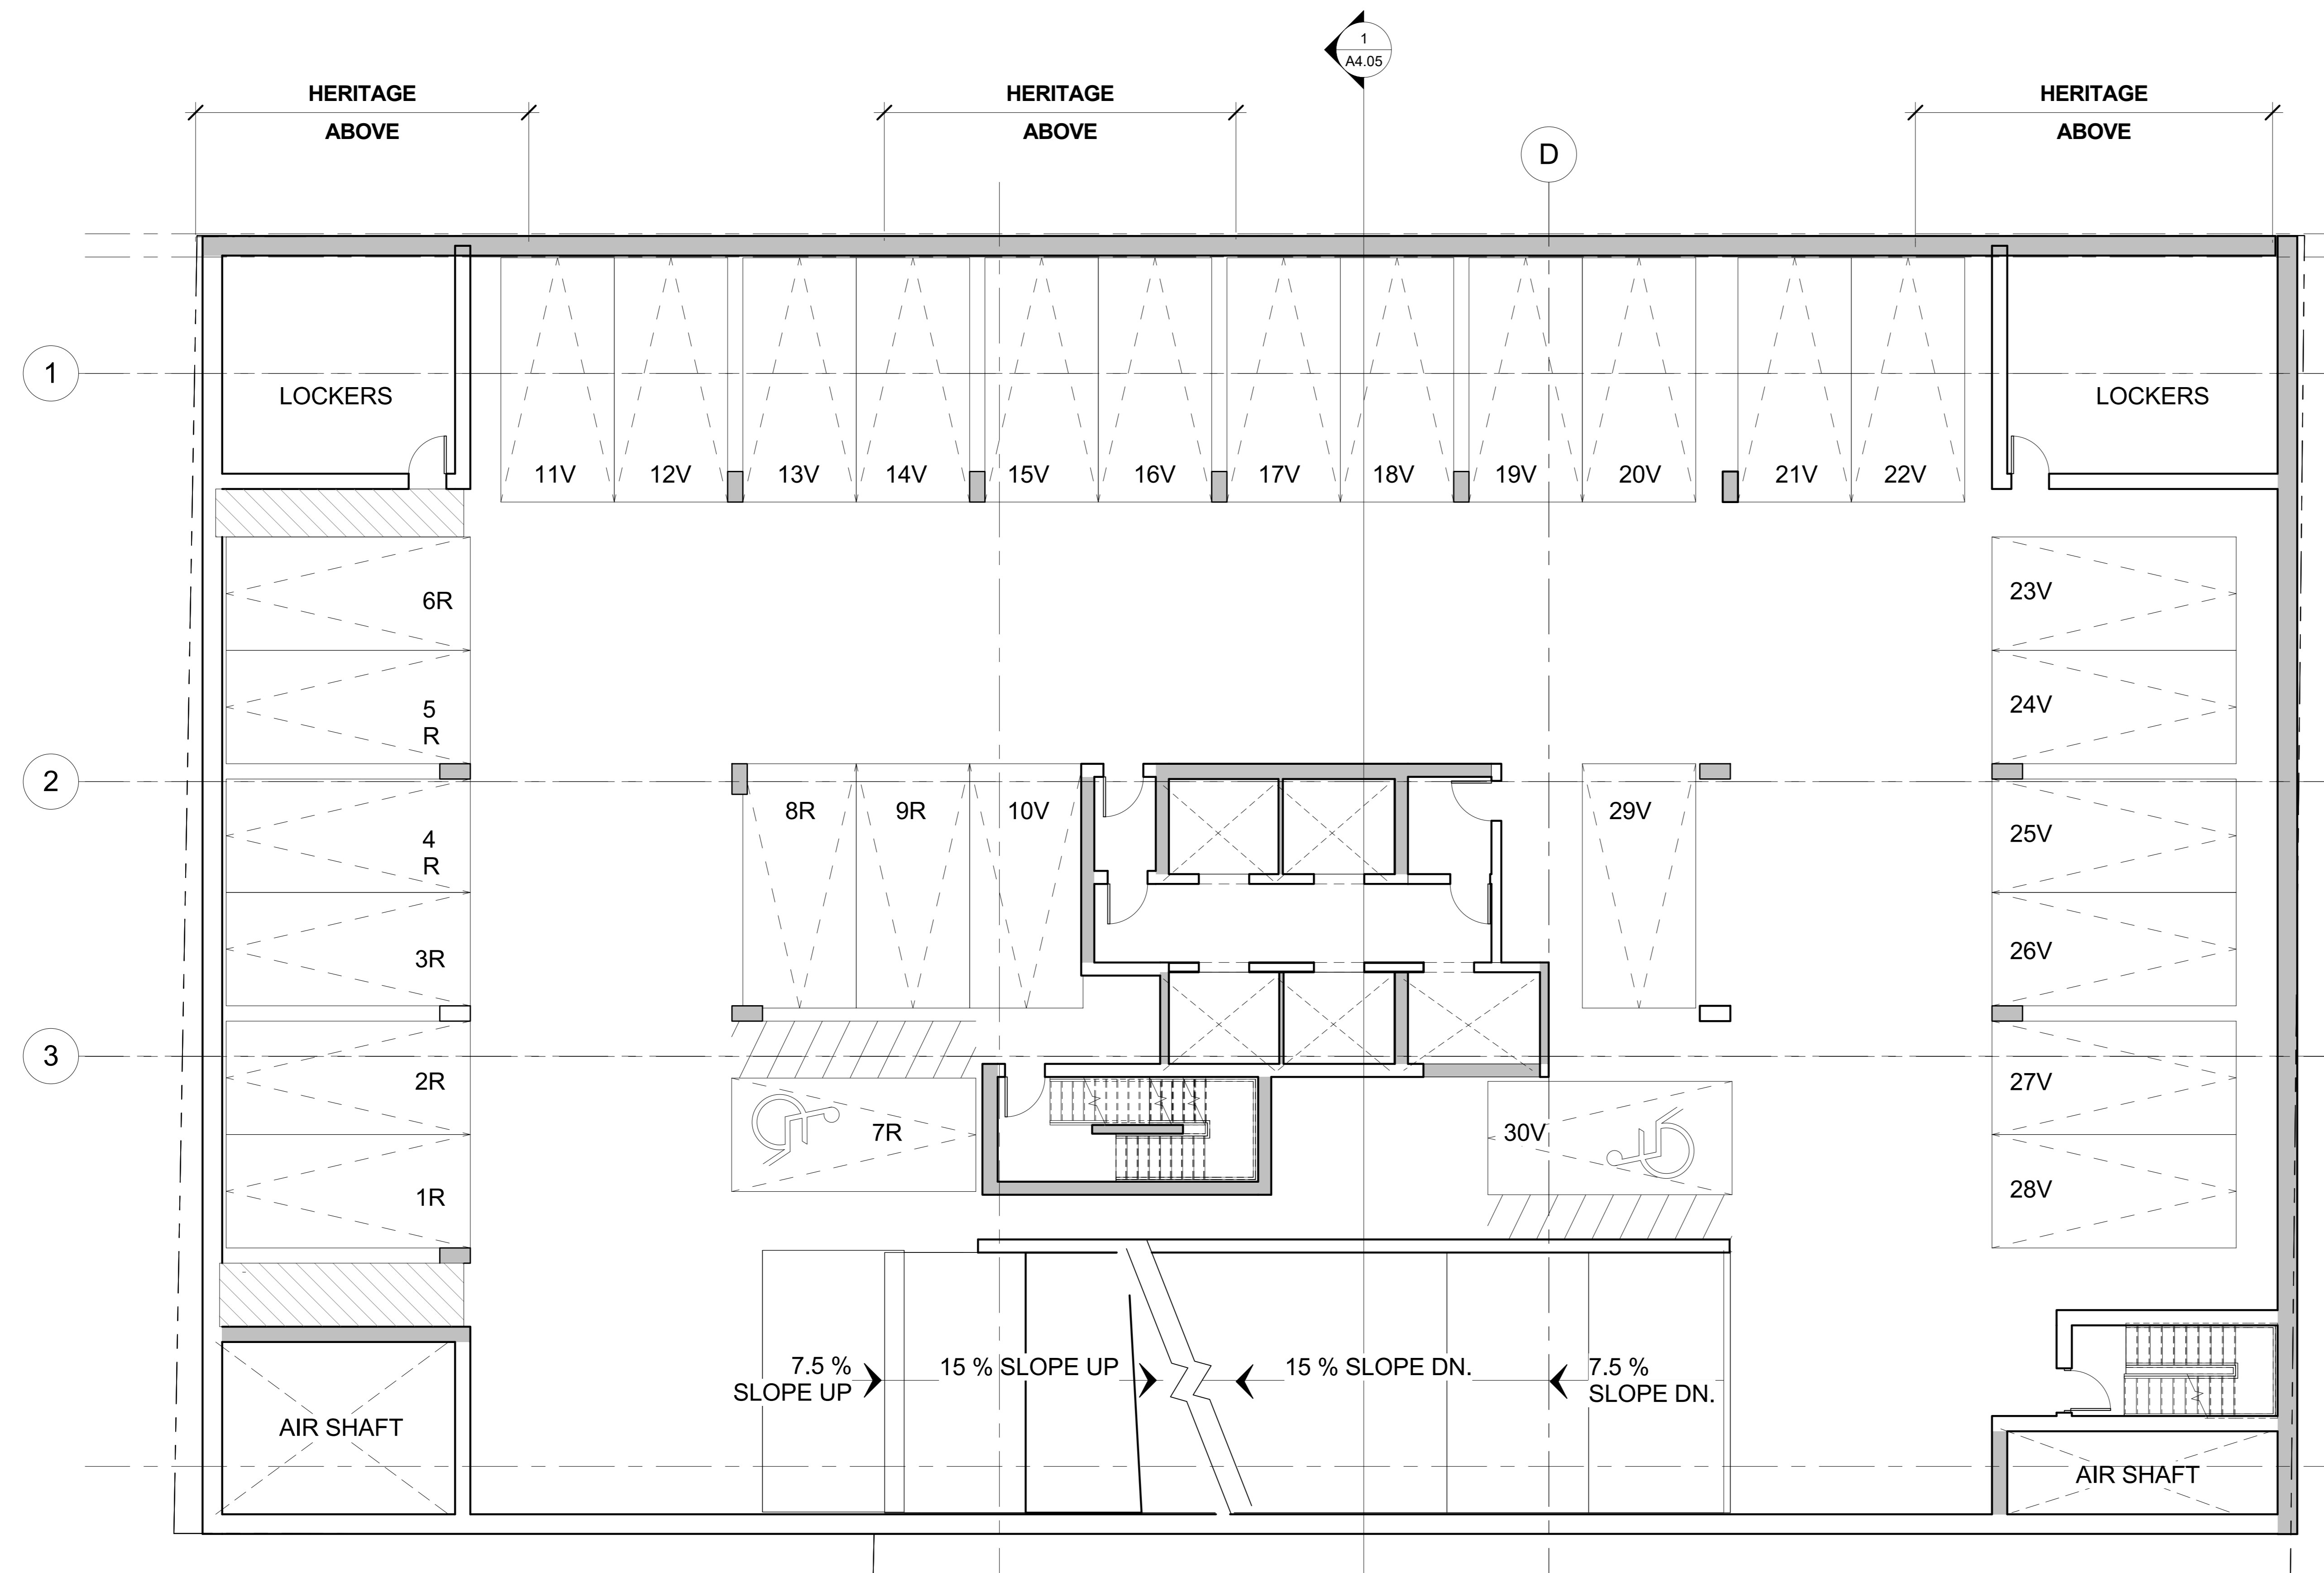 1
A4.05
HERITAGE
ABOVE
HERITAGE
ABOVE
HERITAGE
ABOVE
D
1
LOCKERS
LOCKERS
11V
12V
13V
14V
15V
16V
17V
18V
19V
20V
21V
22V
6R
23V
5
R
24V
2
8R
9R
10V
29V
4
R
25V
3R
26V
3
2R
27V
7R
30V
1R
28V
7.5 %
SLOPE UP
15 % SLOPE UP
15 % SLOPE DN.
7.5 %
SLOPE DN.
AIR SHAFT
AIR SHAFT